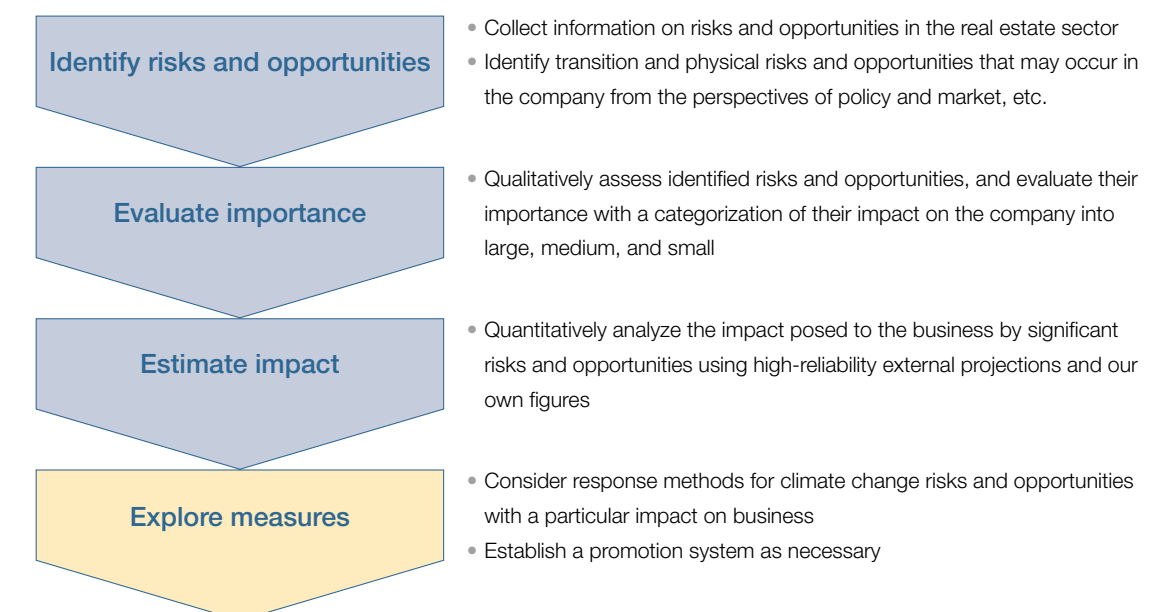 Identify risks and opportunities
• Collect information on risks and opportunities in the real estate sector
• Identify transition and physical risks and opportunities that may occur in
the company from the perspectives of policy and market, etc.
Evaluate importance
• Qualitatively assess identified risks and opportunities, and evaluate their
importance with a categorization of their impact on the company into
large, medium, and small
Estimate impact
• Quantitatively analyze the impact posed to the business by significant
risks and opportunities using high-reliability external projections and our
own figures
Explore measures
• Consider response methods for climate change risks and opportunities
with a particular impact on business
• Establish a promotion system as necessary